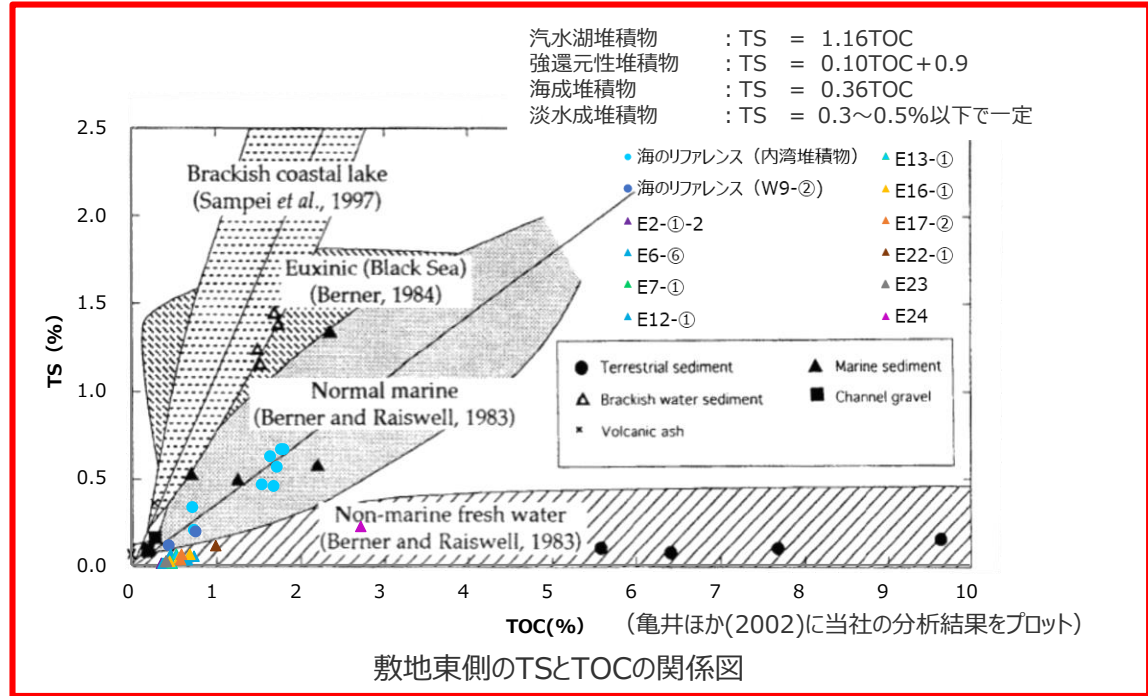 汽水湖堆積物 : TS = 1.16TOC
強還元性堆積物 : TS = 0.10TOC+0.9
海成堆積物 : TS = 0.36TOC
淡水成堆積物 : TS = 0.3～0.5%以下で一定
2.5
2.0
1.5
1.0
0.5
0.0
TS (%)
Brackish coastal lake
(Sampei et al., 1997)
Euxinic (Black Sea)
(Berner, 1984)
Normal marine
(Berner and Raiswell, 1983)
Non-marine fresh water
(Berner and Raiswell, 1983)
海のリファレンス（内湾堆積物）
海のリファレンス（W9-②）
E2-①-2
E6-⑥
E7-①
E12-①
E13-①
E16-①
E17-②
E22-①
E23
E24
Terrestrial sediment
Marine sediment
Brackish water sediment
Channel gravel
Volcanic ash
0 1 2 3 4 5 6 7 8 9 10
TOC(%) （亀井ほか(2002)に当社の分析結果をプロット）
敷地東側のTSとTOCの関係図